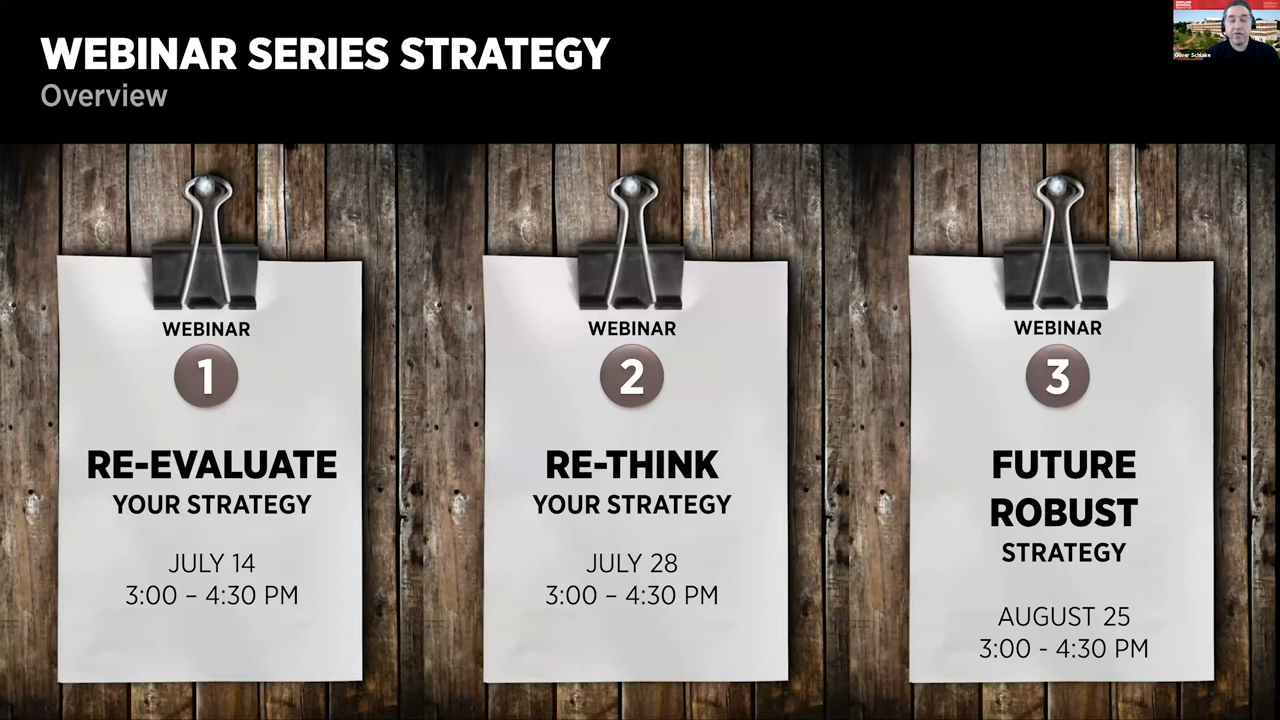 WEBINAR SERIES STRATEGY
Overview
Oliver Schlake
WEBINAR
1
RE-EVALUATE
YOUR STRATEGY
JULY 14
3:00 – 4:30 PM
WEBINAR
2
RE-THINK
YOUR STRATEGY
JULY 28
3:00 – 4:30 PM
WEBINAR
3
FUTURE
ROBUST
STRATEGY
AUGUST 25
3:00 - 4:30 PM